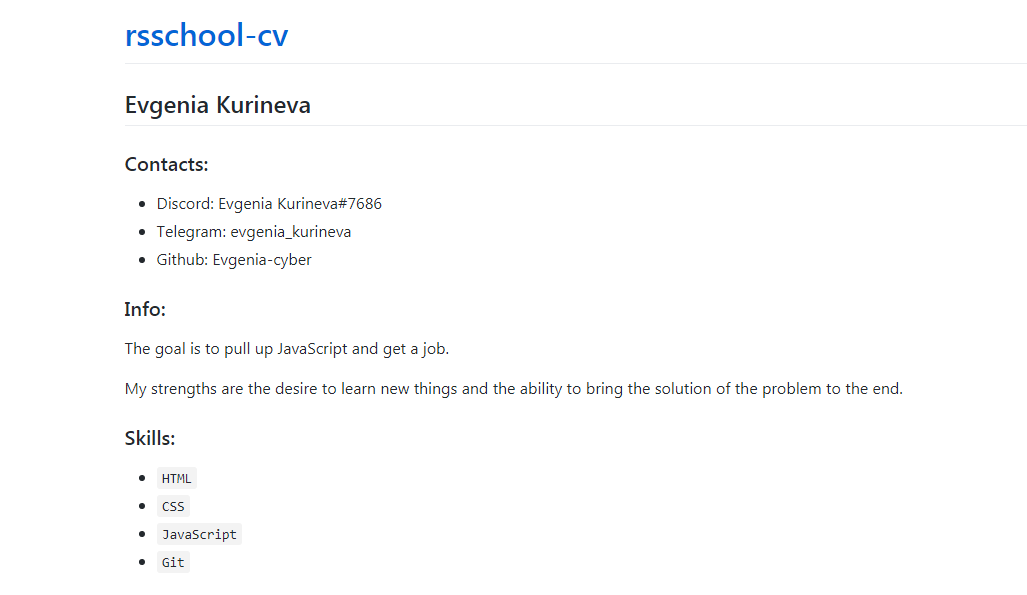 rsschool-cv
Evgenia Kurineva
Contacts:
Discord: Evgenia Kurineva#7686
Telegram: evgenia_kurineva
Github: Evgenia-cyber
Info:
The goal is to pull up JavaScript and get a job.
My strengths are the desire to learn new things and the ability to bring the solution of the problem to the end.
Skills:
HTML
CSS
JavaScript
Git